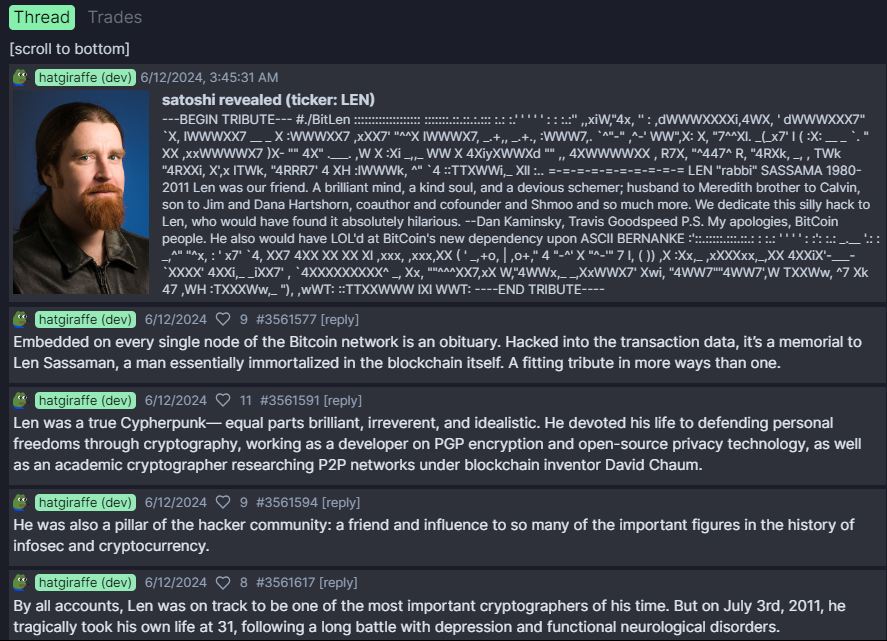 Thread Trades
[scroll to bottom]
hatgiraffe (dev) 6/12/2024, 3:45:31 AM
satoshi revealed (ticker: LEN)
---BEGIN TRIBUTE--- #./BitLen ::::::::::::::::::: :::::::.::.::.:.::: :.: :.' ' ' ' ' : : :.:'' ,,xiW,"4x, '' : ,dWWWXXXXi,4WX, ' dWWWXXX7"
`X, lWWWXX7 __ _ X :WWWXX7 ,xXX7' "^^X lWWWX7, _.+,, _.+., :WWW7,. `^"-" ,^-' WW",X: X, "7^^Xl. _(_x7' l ( :X: __ _ `. "
XX ,xxWWWWX7 )X- "" 4X" .___. ,W X :Xi _,,_ WW X 4XiyXWWXd "" ,, 4XWWWWXX , R7X, "^447^ R, "4RXk, _, , TWk
"4RXXi, X',x lTWk, "4RRR7' 4 XH :lWWWk, ^" `4 ::TTXWWi,_ Xll :.. =-=-=-=-=-=-=-=-=-=-= LEN "rabbi" SASSAMA 1980-
2011 Len was our friend. A brilliant mind, a kind soul, and a devious schemer; husband to Meredith brother to Calvin,
son to Jim and Dana Hartshorn, coauthor and cofounder and Shmoo and so much more. We dedicate this silly hack to
Len, who would have found it absolutely hilarious. --Dan Kaminsky, Travis Goodspeed P.S. My apologies, BitCoin
people. He also would have LOL'd at BitCoin's new dependency upon ASCII BERNANKE :'::.:::::.:::.::.: : :.: ' ' ' ' : :': :.: _.__ '.: :
_,^" "^x, : ' x7' `4, XX7 4XX XX XX Xl ,xxx, ,xxx,XX ( ' _,+o, | ,o+," 4 "-^' X "^-'" 7 l, ( )) ,X :Xx,_ ,xXXXxx,_,XX 4XXiX'-___-
`XXXX' 4XXi,_ _iXX7' , `4XXXXXXXXX^ _, Xx, ""^^^XX7,xX W,"4WWx,_ _,XxWWX7' Xwi, "4WW7""4WW7',W TXXWw, ^7 Xk
47 ,WH :TXXXWw,_ "), ,wWT: ::TTXXWWW lXl WWT: ----END TRIBUTE----
hatgiraffe (dev) 6/12/2024 9 #3561577 [reply]
Embedded on every single node of the Bitcoin network is an obituary. Hacked into the transaction data, it's a memorial to
Len Sassaman, a man essentially immortalized in the blockchain itself. A fitting tribute in more ways than one.
hatgiraffe (dev) 6/12/2024 11 #3561591 [reply]
Len was a true Cypherpunk— equal parts brilliant, irreverent, and idealistic. He devoted his life to defending personal
freedoms through cryptography, working as a developer on PGP encryption and open-source privacy technology, as well
as an academic cryptographer researching P2P networks under blockchain inventor David Chaum.
hatgiraffe (dev) 6/12/2024 9 #3561594 [reply]
He was also a pillar of the hacker community: a friend and influence to so many of the important figures in the history of
infosec and cryptocurrency.
hatgiraffe (dev) 6/12/2024 8 #3561617 [reply]
By all accounts, Len was on track to be one of the most important cryptographers of his time. But on July 3rd, 2011, he
tragically took his own life at 31, following a long battle with depression and functional neurological disorders.